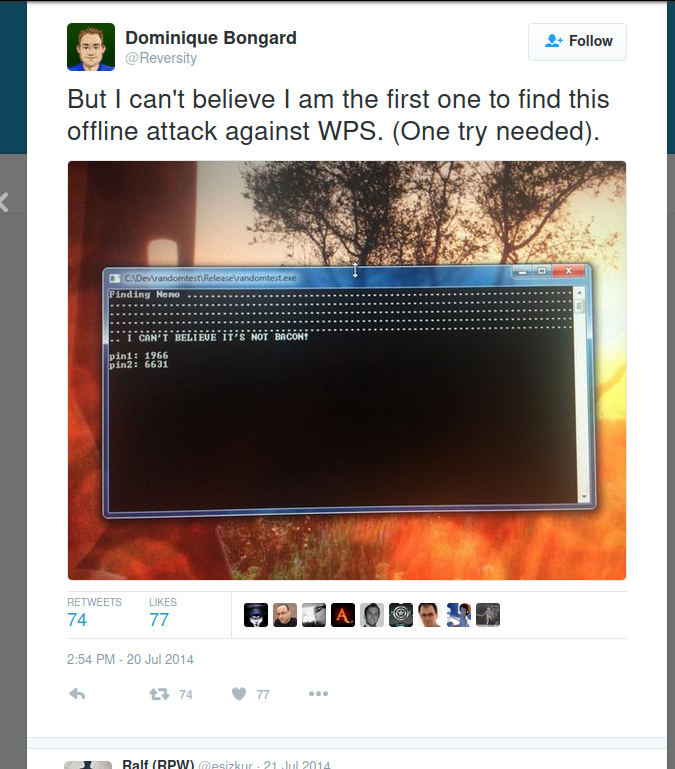 Dominique Bongard
@Reversity
Follow
But I can't believe I am the first one to find this
offline attack against WPS. (One try needed).
C:\Dev\randomtest\Release\randomtest.exe
Finding Nemo ................................................................
................................................................................
................................................................................
................................................................................
.. I CAN'T BELIEVE IT'S NOT BACON!
pin1: 1966
pin2: 6631
RETWEETS LIKES
74 77
2:54 PM - 20 Jul 2014
74 77
Ralf (RPW) @esizkur · 21 Jul 2014